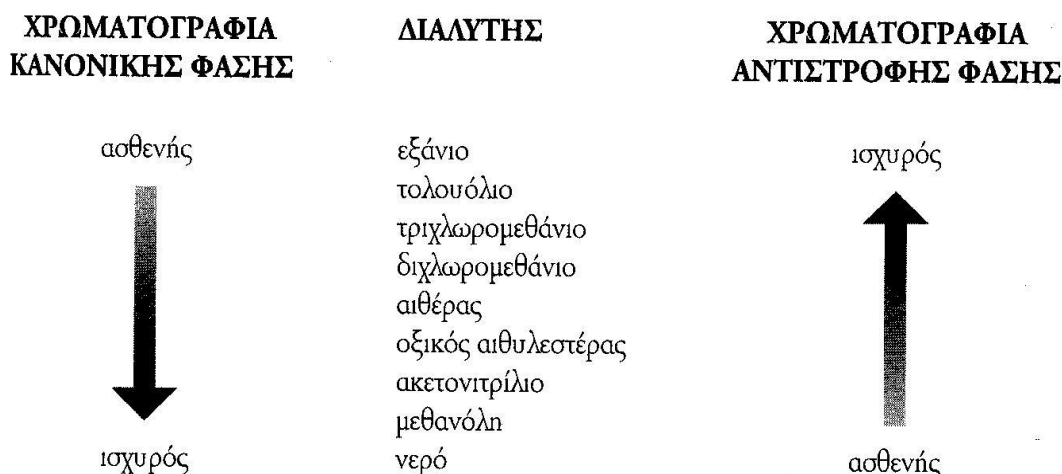 ΧΡΩΜΑΤΟΓΡΑΦΙΑ
ΚΑΝΟΝΙΚΗΣ ΦΑΣΗΣ
ΔΙΑΛΥΤΗΣ
ΧΡΩΜΑΤΟΓΡΑΦΙΑ
ΑΝΤΙΣΤΡΟΦΗΣ ΦΑΣΗΣ
ασθενής
εξάνιο
ισχυρός
τολουόλιο
τριχλωρομεθάνιο
διχλωρομεθάνιο
αιθέρας
οξικός αιθυλεστέρας
ακετονιτρίλιο
μεθανόλη
ισχυρός
νερό
ασθενής